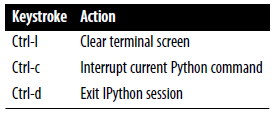 Keystroke Action
Ctrl-l Clear terminal screen
Ctrl-c Interrupt current Python command
Ctrl-d Exit IPython session